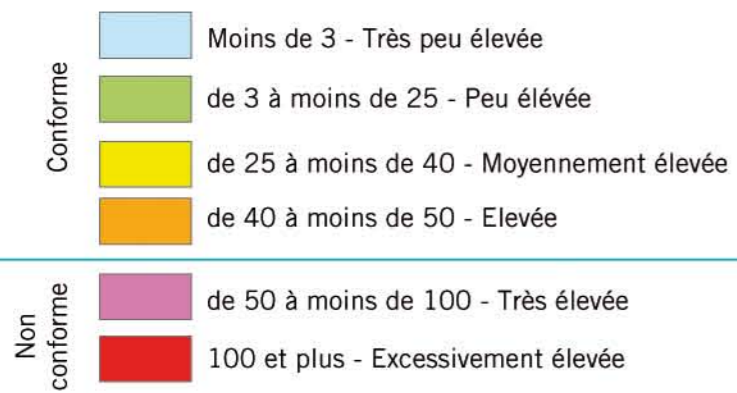 Conforme
Moins de 3 - Très peu élevée
de 3 à moins de 25 - Peu élévée
de 25 à moins de 40 - Moyennement élevée
de 40 à moins de 50 - Elevée
Non
conforme
de 50 à moins de 100 - Très élevée
100 et plus - Excessivement élevée